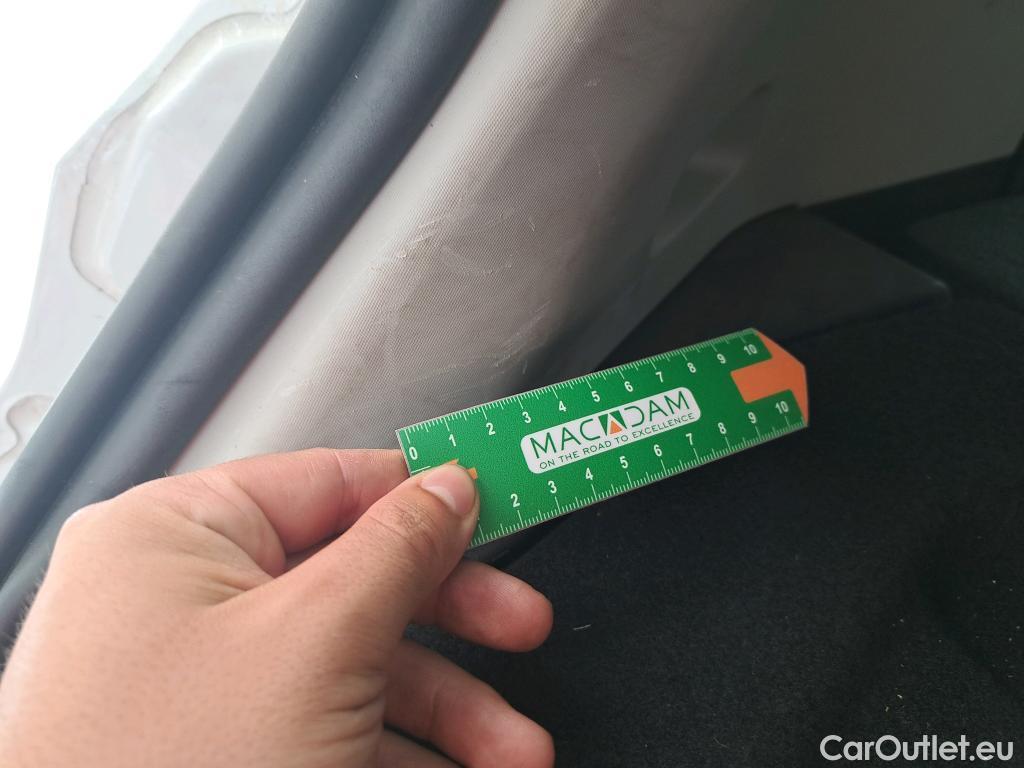 0 1 2 3 4 5 6 7 8 9 10
MACADAM
ON THE ROAD TO EXCELLENCE
2 3 4 5 6 7 8 9 10
CarOutlet.eu